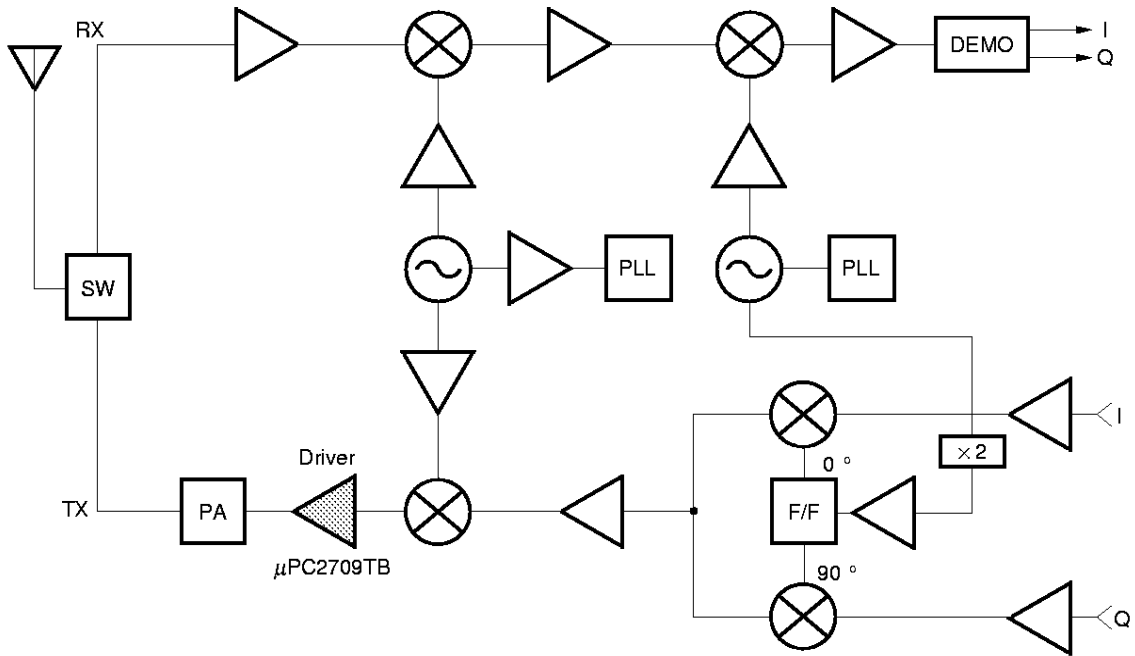 RX
DEMO
I
Q
SW
PLL
PLL
I
×2
0 °
Driver
TX
PA
F/F
µPC2709TB
90 °
Q